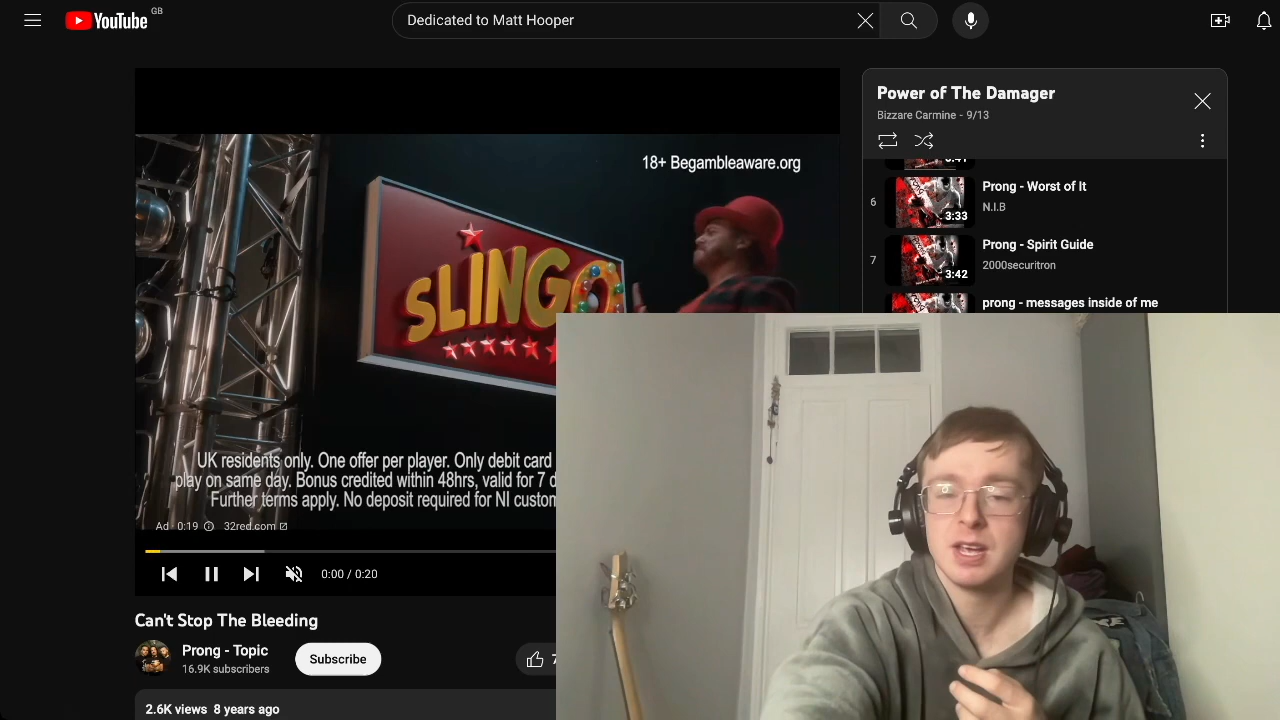 YouTube GB
Dedicated to Matt Hooper
18+ Begambleaware.org
SLINGO
UK residents only. One offer per player. Only debit card
play on same day. Bonus credited within 48hrs, valid for 7 d
Further terms apply. No deposit required for NI custom
Ad · 0:19 32red.com
0:00 / 0:20
Can't Stop The Bleeding
Prong - Topic
16.9K subscribers
Subscribe
7
2.6K views 8 years ago
Power of The Damager
Bizzare Carmine - 9/13
3:41
6
3:33
Prong - Worst of It
N.I.B
7
3:42
Prong - Spirit Guide
2000securitron
prong - messages inside of me